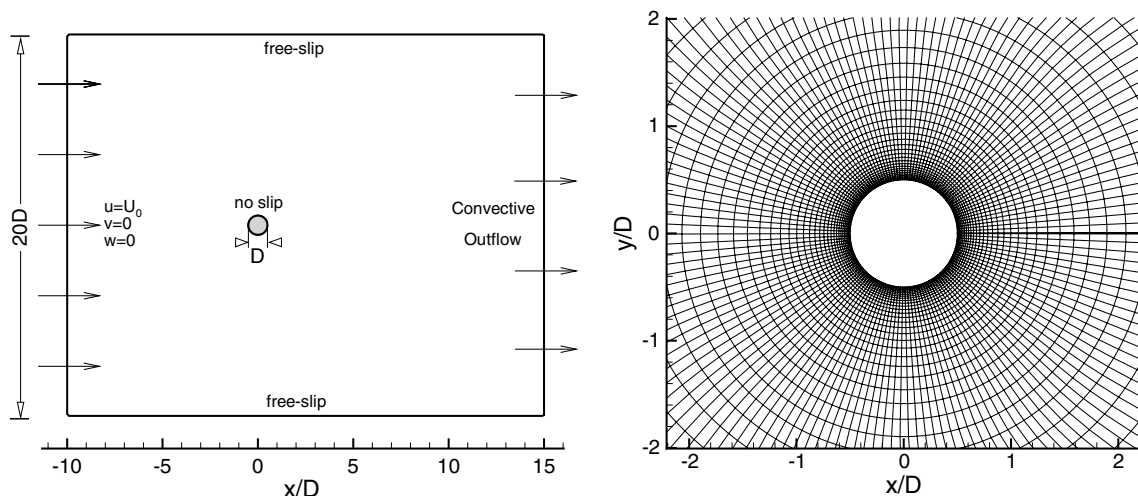 free-slip
20D
u=U₀
v=0
w=0
no slip
D
Convective
Outflow
free-slip
-10
-5
0
5
10
15
x/D
y/D
2
1
0
-1
-2
-2
-1
0
1
2
x/D